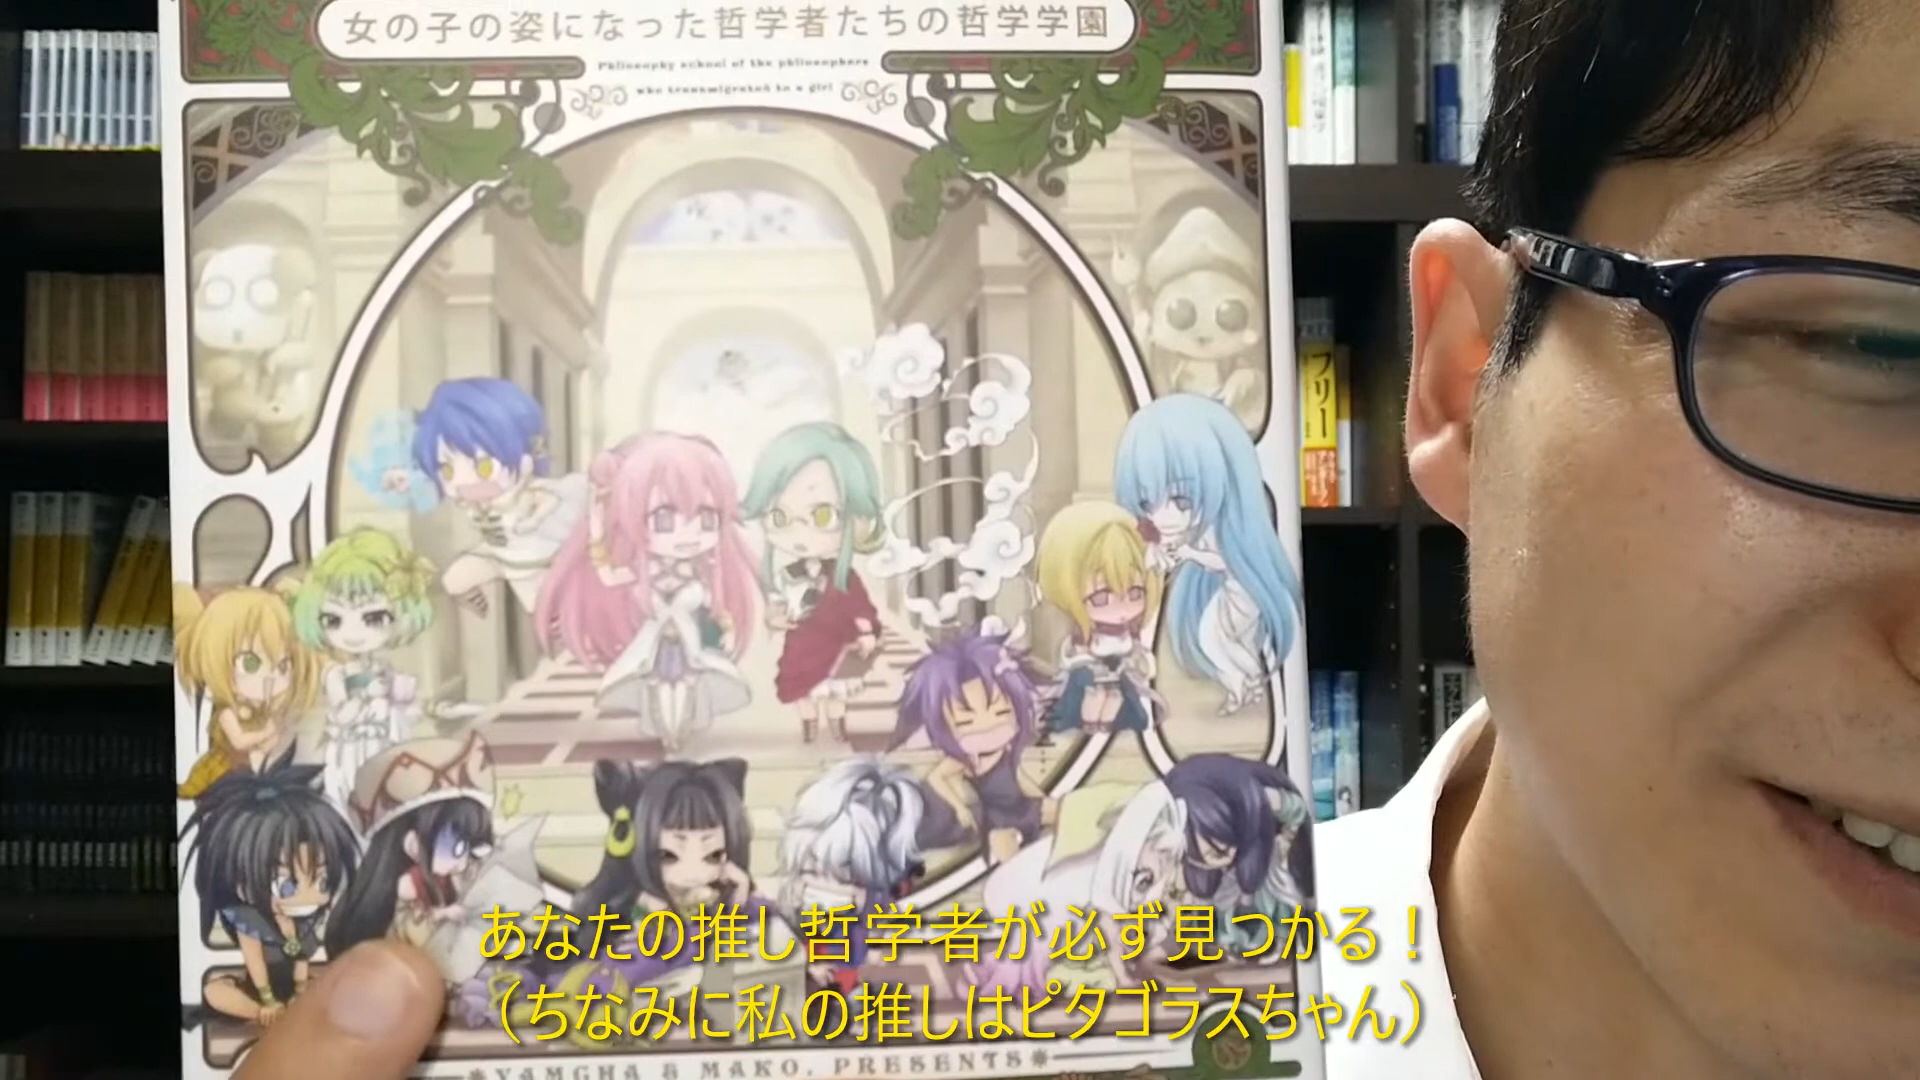 女の子の姿になった哲学者たちの哲学学園
Philosophy school of the philosophers
who transmigrated to a girl
フリー
あなたの推し哲学者が必ず見つかる！
（ちなみに私の推しはピタゴラスちゃん）
*YAMCHA & MAKO. PRESENTS*